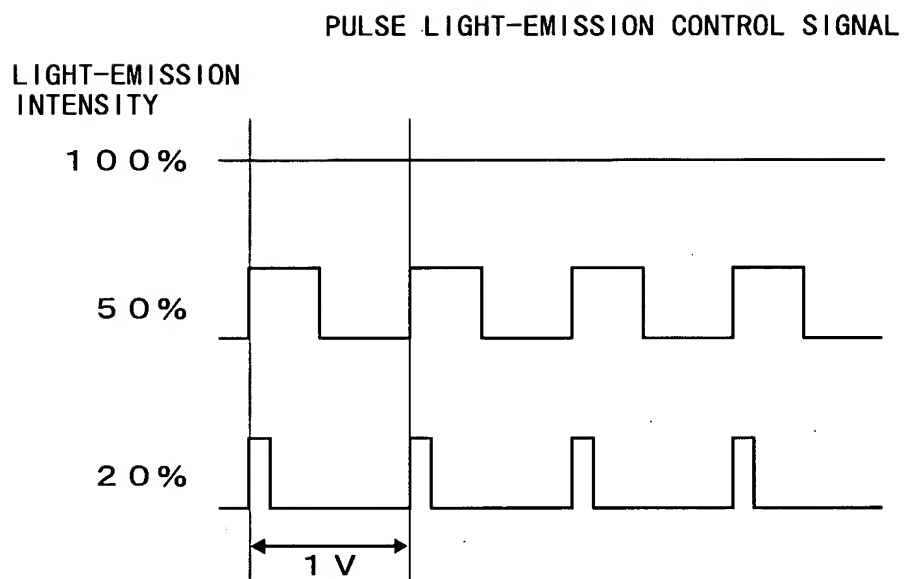 PULSE LIGHT-EMISSION CONTROL SIGNAL
LIGHT-EMISSION
INTENSITY
100%
50%
20%
1V